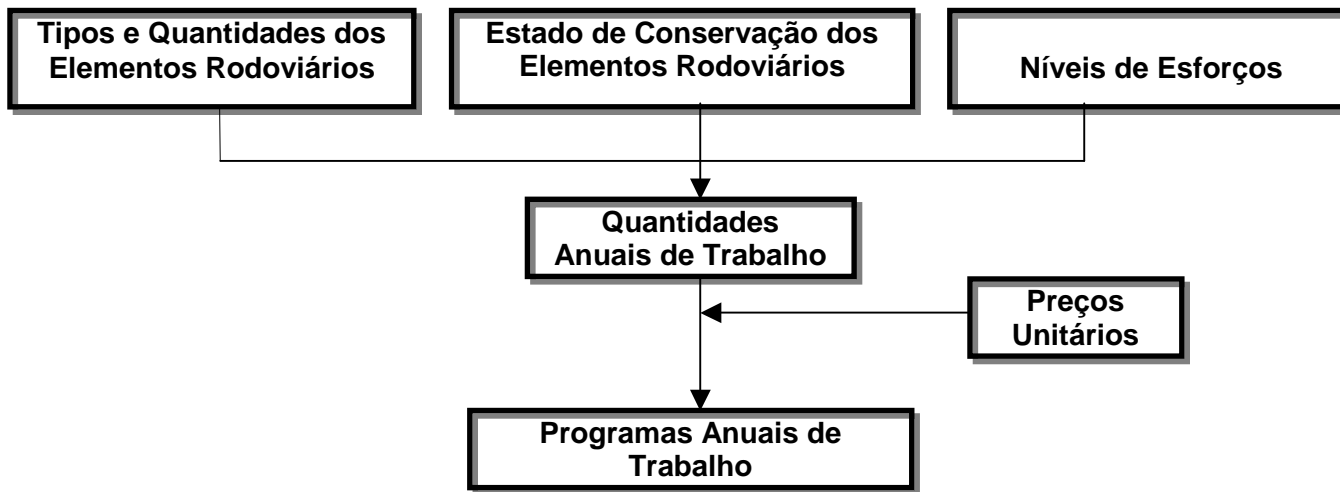 Tipos e Quantidades dos
Elementos Rodoviários
Estado de Conservação dos
Elementos Rodoviários
Níveis de Esforços
Quantidades
Anuais de Trabalho
Preços
Unitários
Programas Anuais de
Trabalho